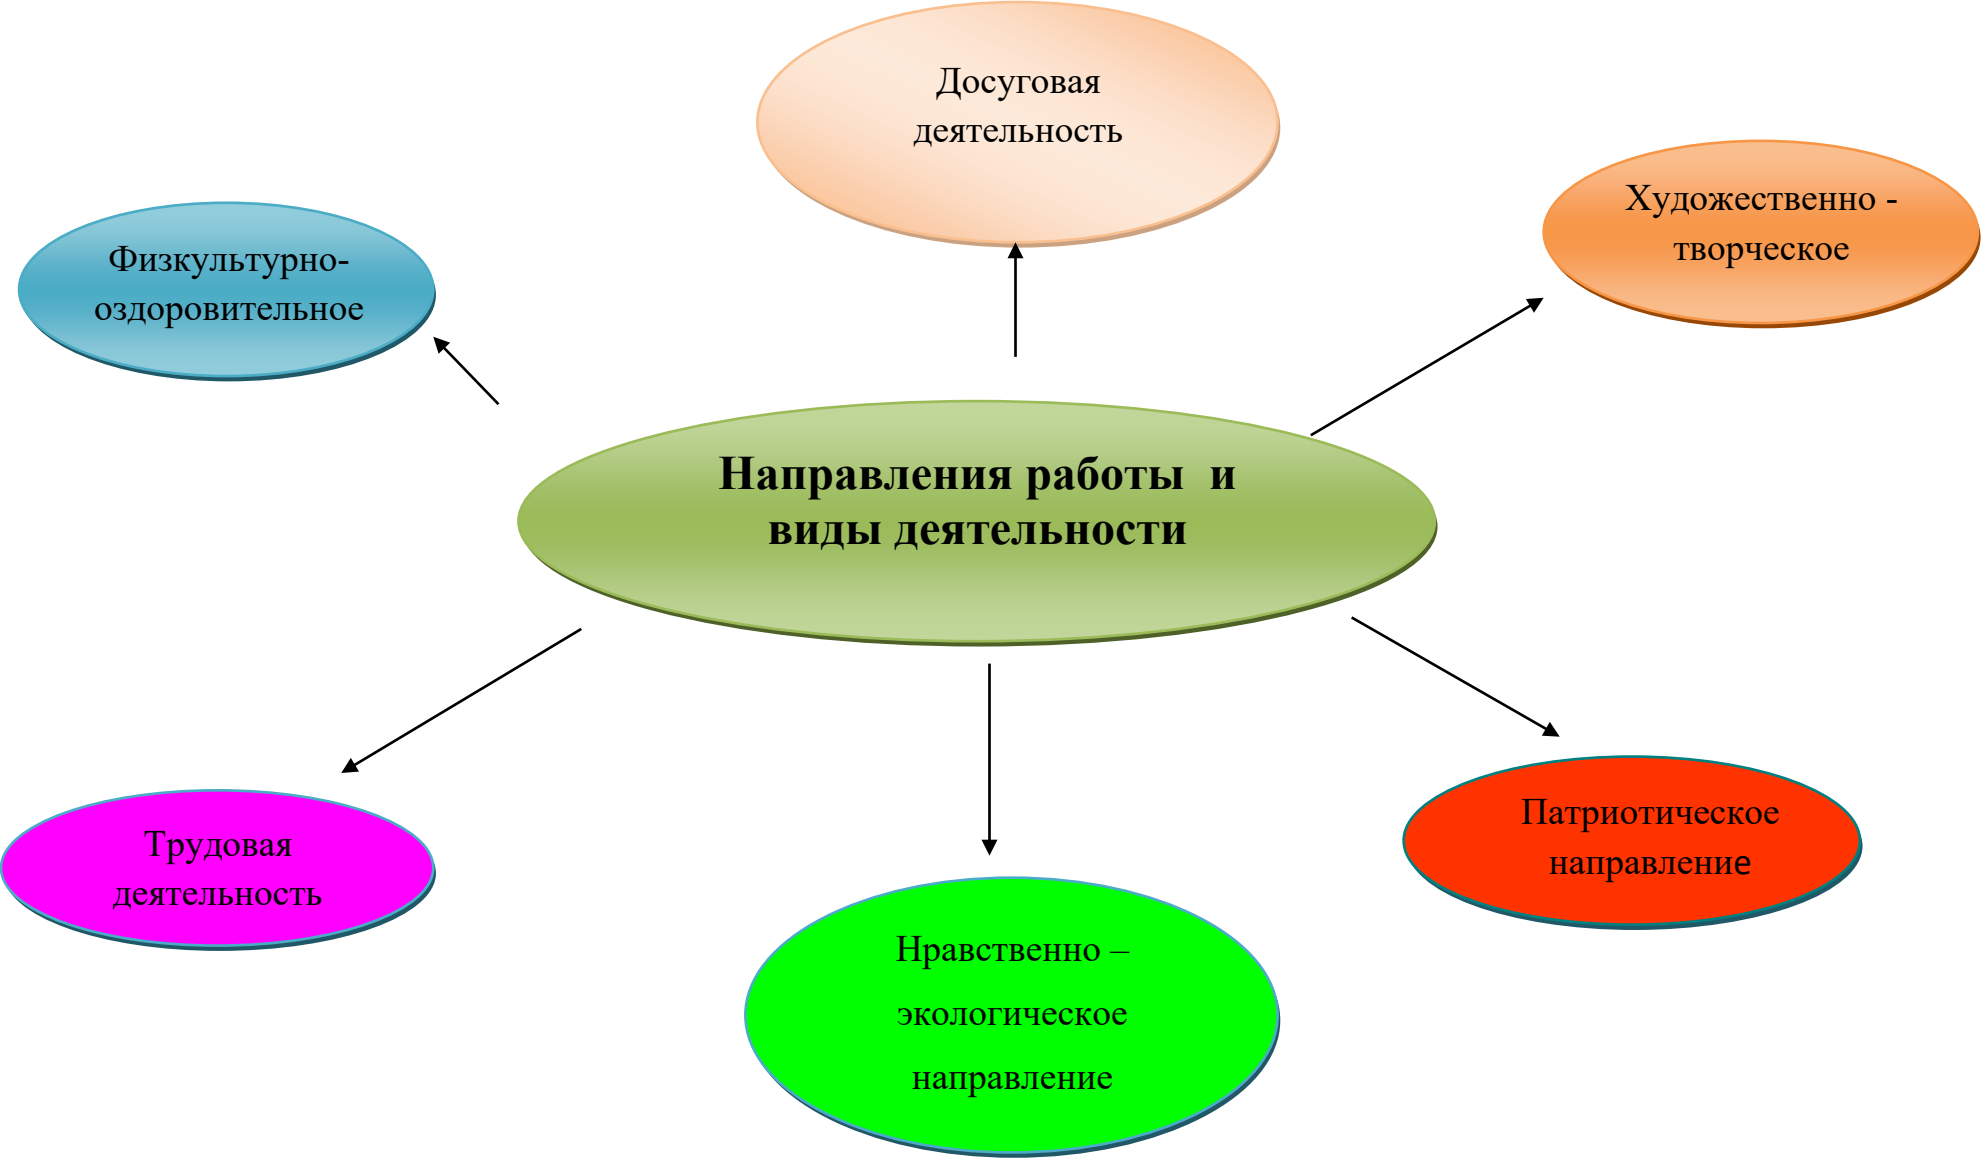 Досуговая
деятельность
Художественно -
творческое
Физкультурно-
оздоровительное
Направления работы  и
виды деятельности
Патриотическое
направление
Трудовая
деятельность
Нравственно –
экологическое
направление